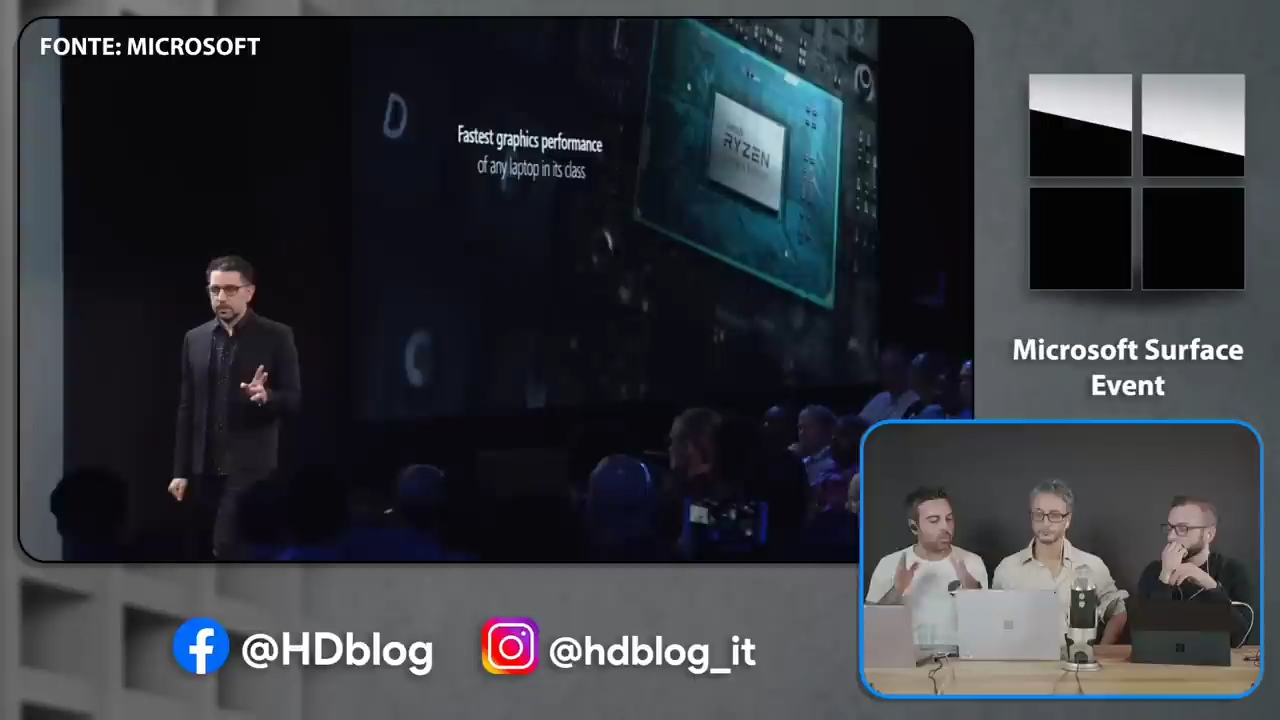 FONTE: MICROSOFT
D
Fastest graphics performance
of any laptop in its class
RYZEN
C
Microsoft Surface
Event
@HDblog
@hdblog_it